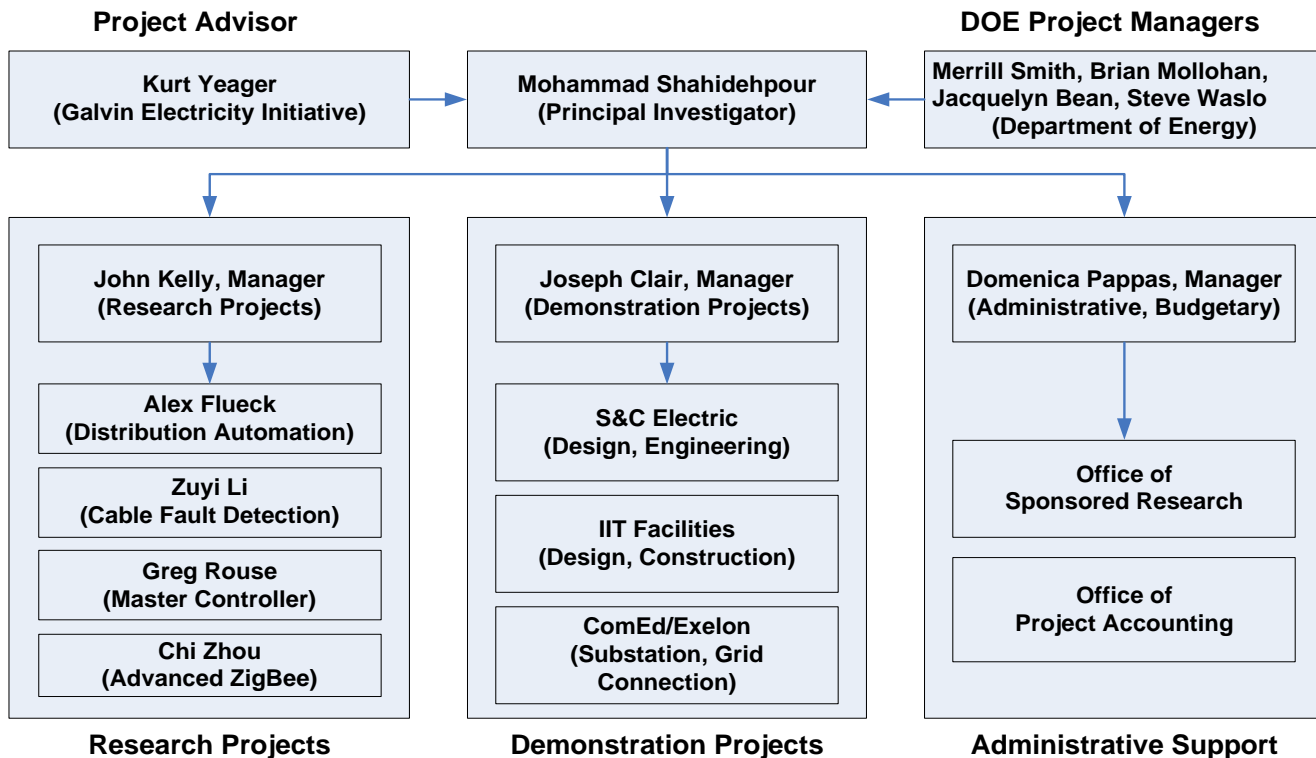 Project Advisor
DOE Project Managers
Kurt Yeager
(Galvin Electricity Initiative)
Mohammad Shahidehpour
(Principal Investigator)
Merrill Smith, Brian Mollohan,
Jacquelyn Bean, Steve Waslo
(Department of Energy)
John Kelly, Manager
(Research Projects)
Alex Flueck
(Distribution Automation)
Zuyi Li
(Cable Fault Detection)
Greg Rouse
(Master Controller)
Chi Zhou
(Advanced ZigBee)
Research Projects
Joseph Clair, Manager
(Demonstration Projects)
S&C Electric
(Design, Engineering)
IIT Facilities
(Design, Construction)
ComEd/Exelon
(Substation, Grid
Connection)
Demonstration Projects
Domenica Pappas, Manager
(Administrative, Budgetary)
Office of
Sponsored Research
Office of
Project Accounting
Administrative Support